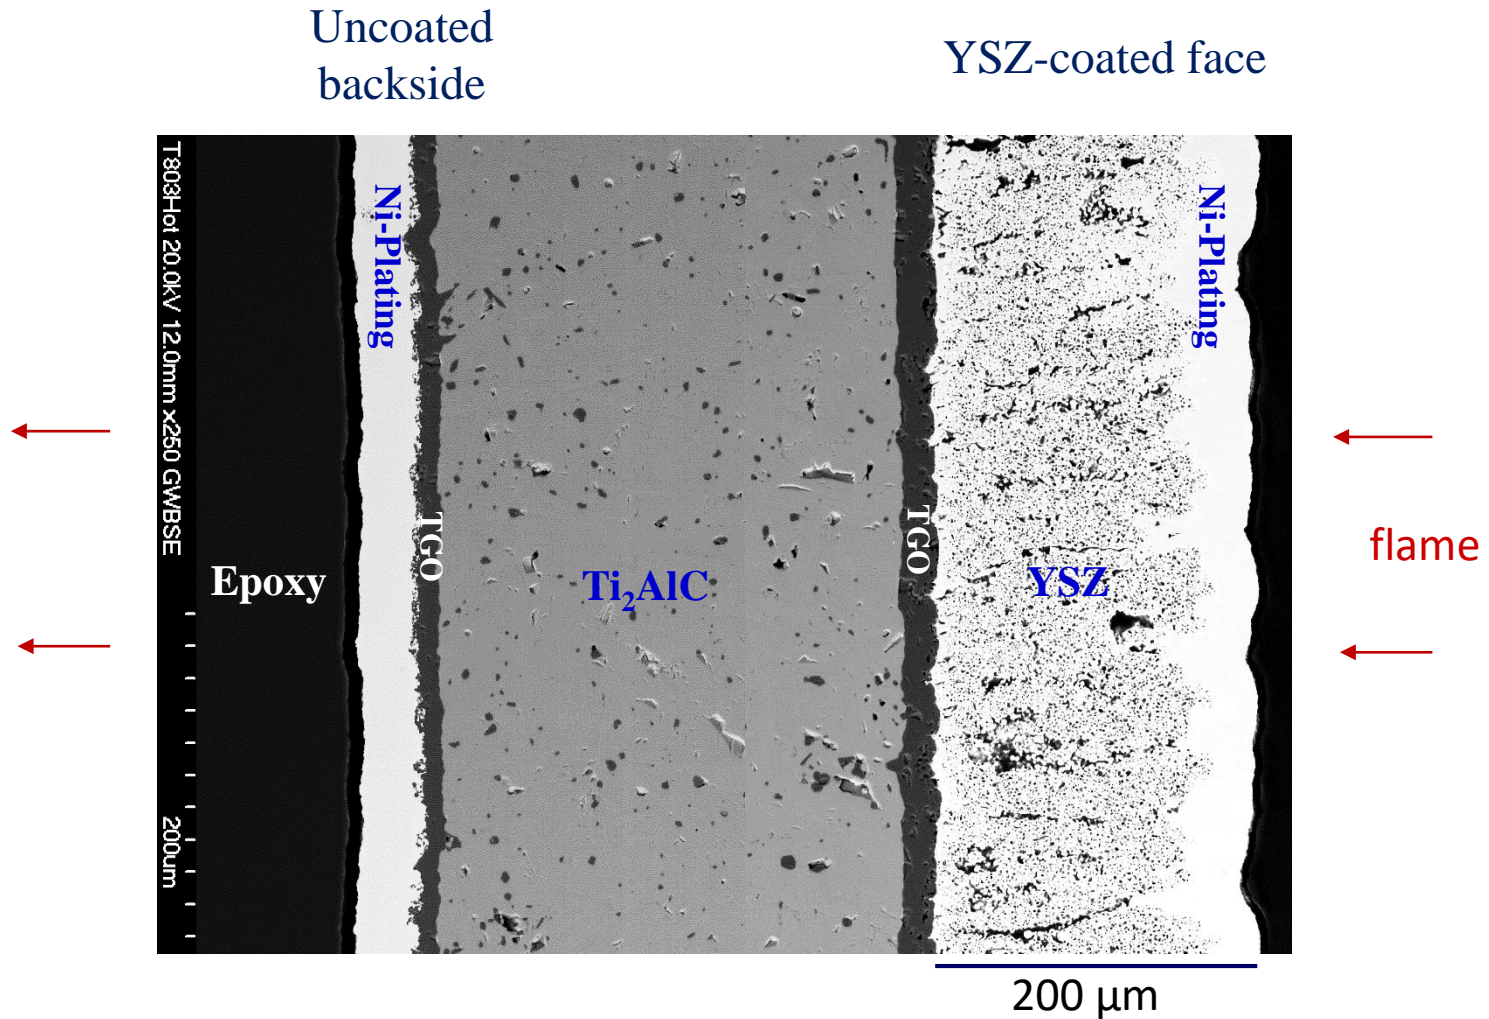 Uncoated
backside
YSZ-coated face
T803Hot 20.0kV 12.0mm x250 GWBSE
200um
Ni-Plating
Ni-Plating
TGO
TGO
Epoxy
Ti₂AlC
YSZ
flame
200 µm